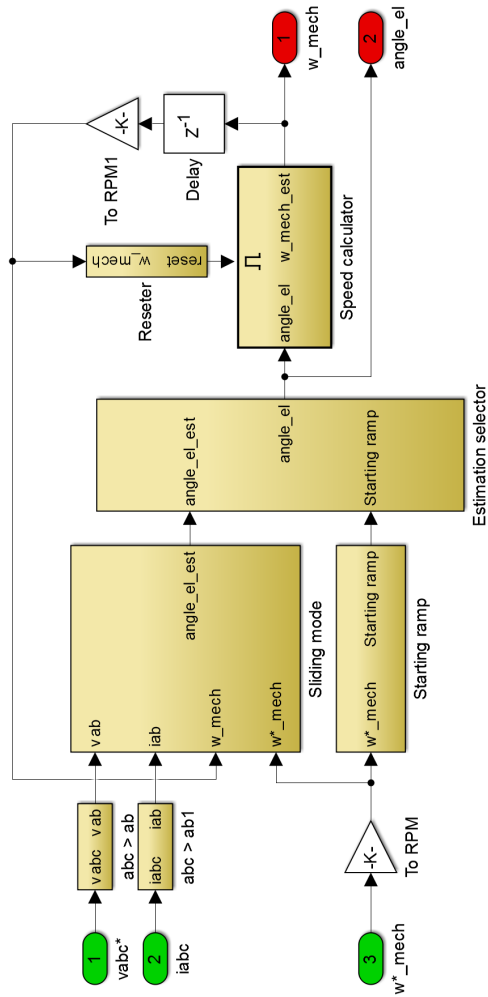 1
vabc*
2
iabc
3
w*_mech
-K-
To RPM
vabc vab
abc > ab
iabc iab
abc > ab1
vab
iab
w_mech
w*_mech
angle_el_est
Sliding mode
w*_mech Starting ramp
Starting ramp
angle_el_est
angle_el
Starting ramp
Estimation selector
reset w_mech
Reseter
angle_el w_mech_est
Speed calculator
-K-
To RPM1
z-1
Delay
1
w_mech
2
angle_el